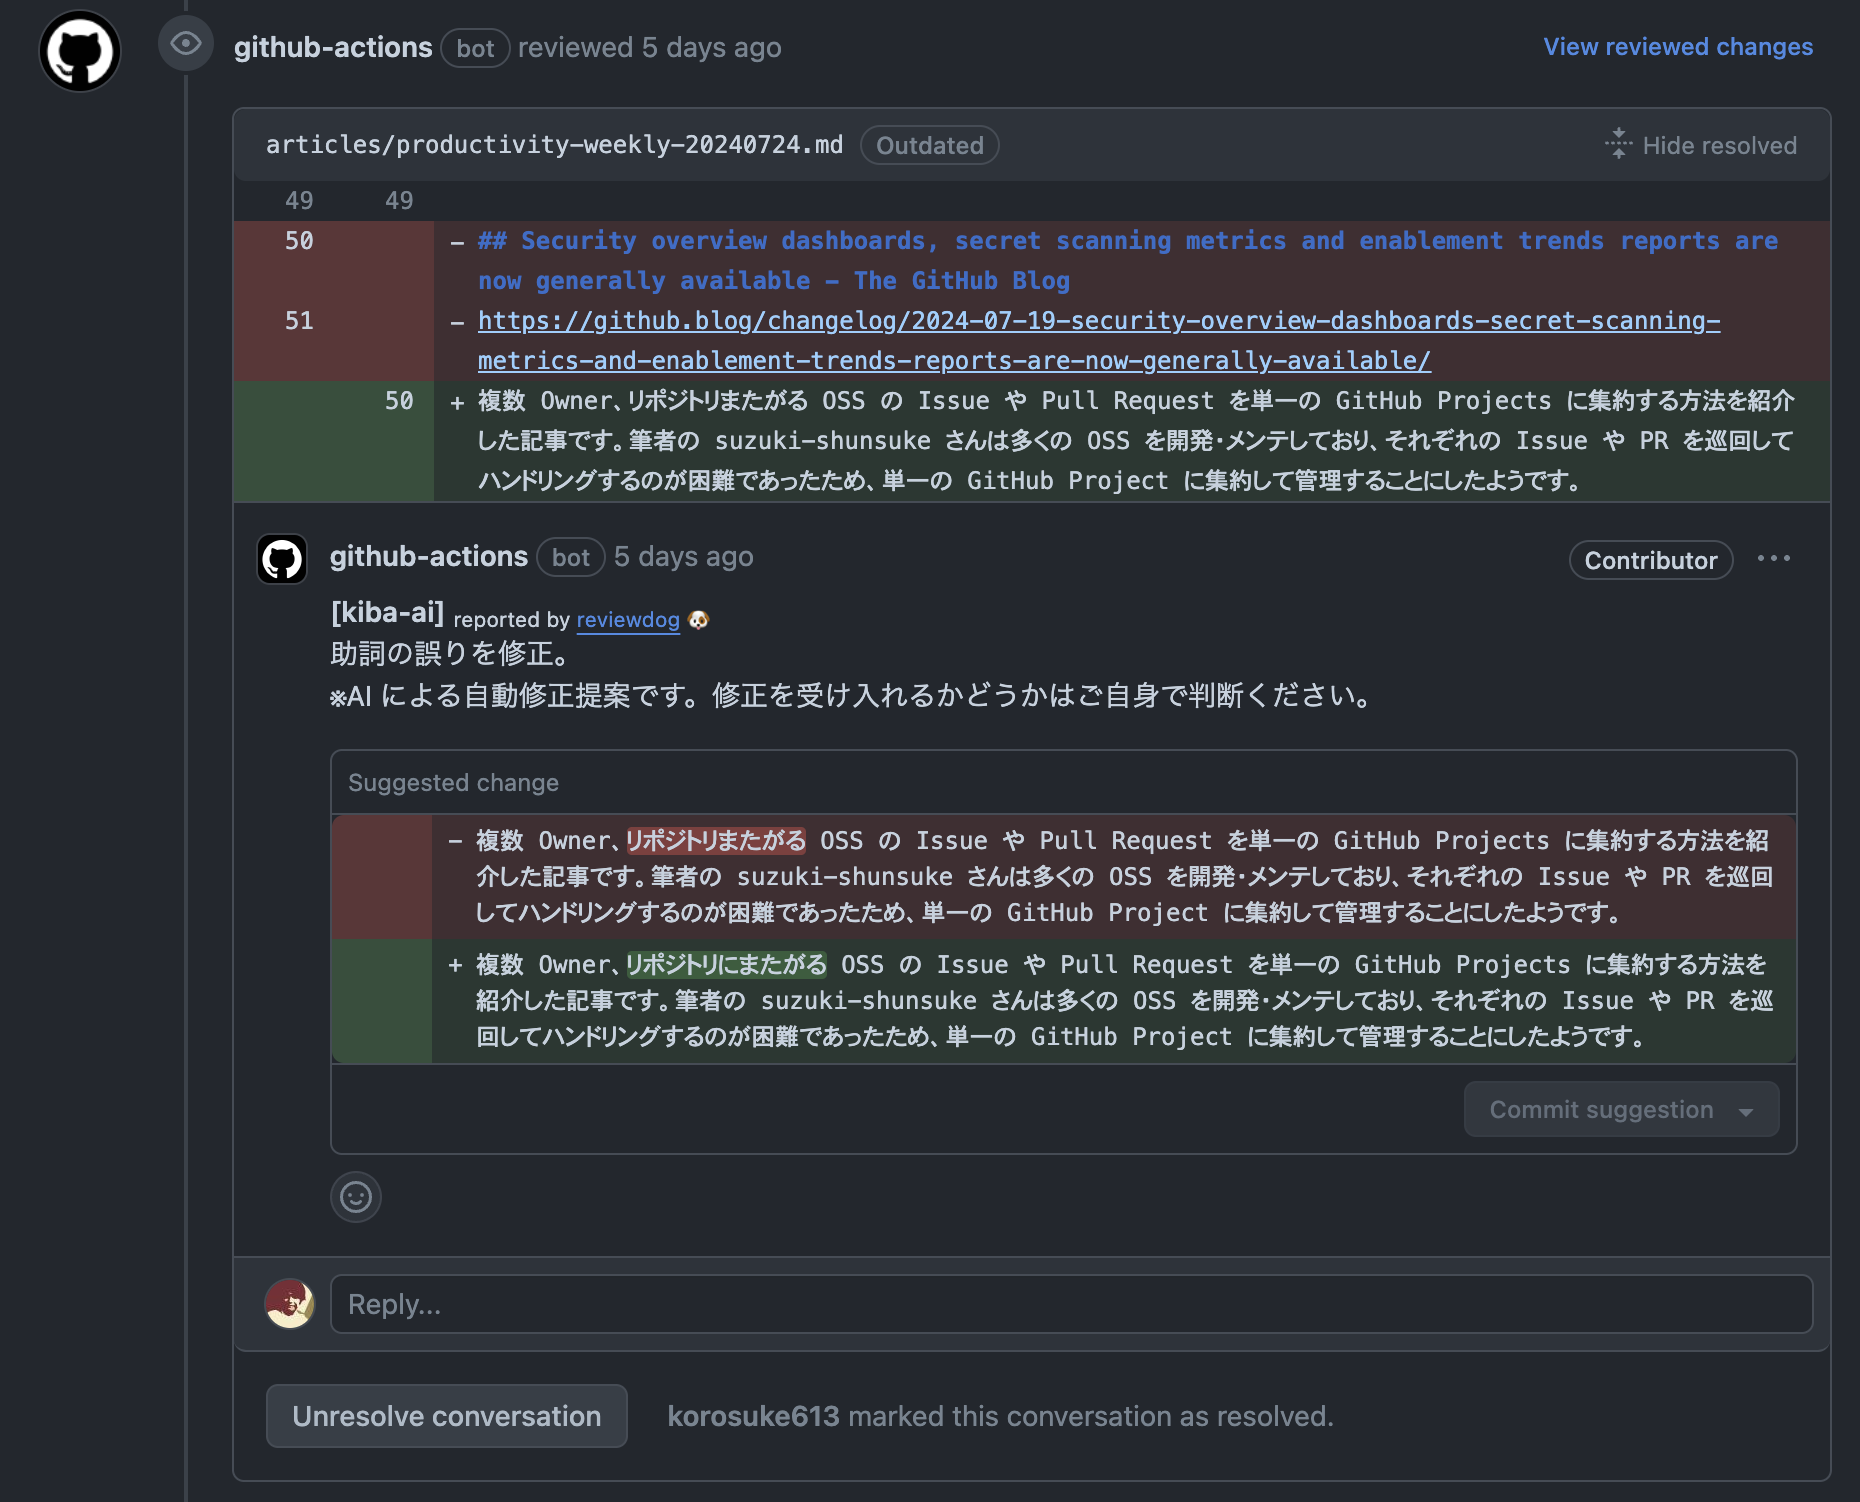 github-actions bot reviewed 5 days ago View reviewed changes
articles/productivity-weekly-20240724.md Outdated Hide resolved
49 49
50 - ## Security overview dashboards, secret scanning metrics and enablement trends reports are
now generally available - The GitHub Blog
51 - https://github.blog/changelog/2024-07-19-security-overview-dashboards-secret-scanning-
metrics-and-enablement-trends-reports-are-now-generally-available/
50 + 複数 Owner、リポジトリまたがる OSS の Issue や Pull Request を単一の GitHub Projects に集約する方法を紹介
した記事です。筆者の suzuki-shunsuke さんは多くの OSS を開発・メンテしており、それぞれの Issue や PR を巡回して
ハンドリングするのが困難であったため、単一の GitHub Project に集約して管理することにしたようです。
github-actions bot 5 days ago Contributor ...
[kiba-ai] reported by reviewdog 🐶
助詞の誤りを修正。
※AI による自動修正提案です。修正を受け入れるかどうかはご自身で判断ください。
Suggested change
- 複数 Owner、リポジトリまたがる OSS の Issue や Pull Request を単一の GitHub Projects に集約する方法を紹
介した記事です。筆者の suzuki-shunsuke さんは多くの OSS を開発・メンテしており、それぞれの Issue や PR を巡回
してハンドリングするのが困難であったため、単一の GitHub Project に集約して管理することにしたようです。
+ 複数 Owner、リポジトリにまたがる OSS の Issue や Pull Request を単一の GitHub Projects に集約する方法を
紹介した記事です。筆者の suzuki-shunsuke さんは多くの OSS を開発・メンテしており、それぞれの Issue や PR を巡
回してハンドリングするのが困難であったため、単一の GitHub Project に集約して管理することにしたようです。
Commit suggestion
Reply...
Unresolve conversation korosuke613 marked this conversation as resolved.